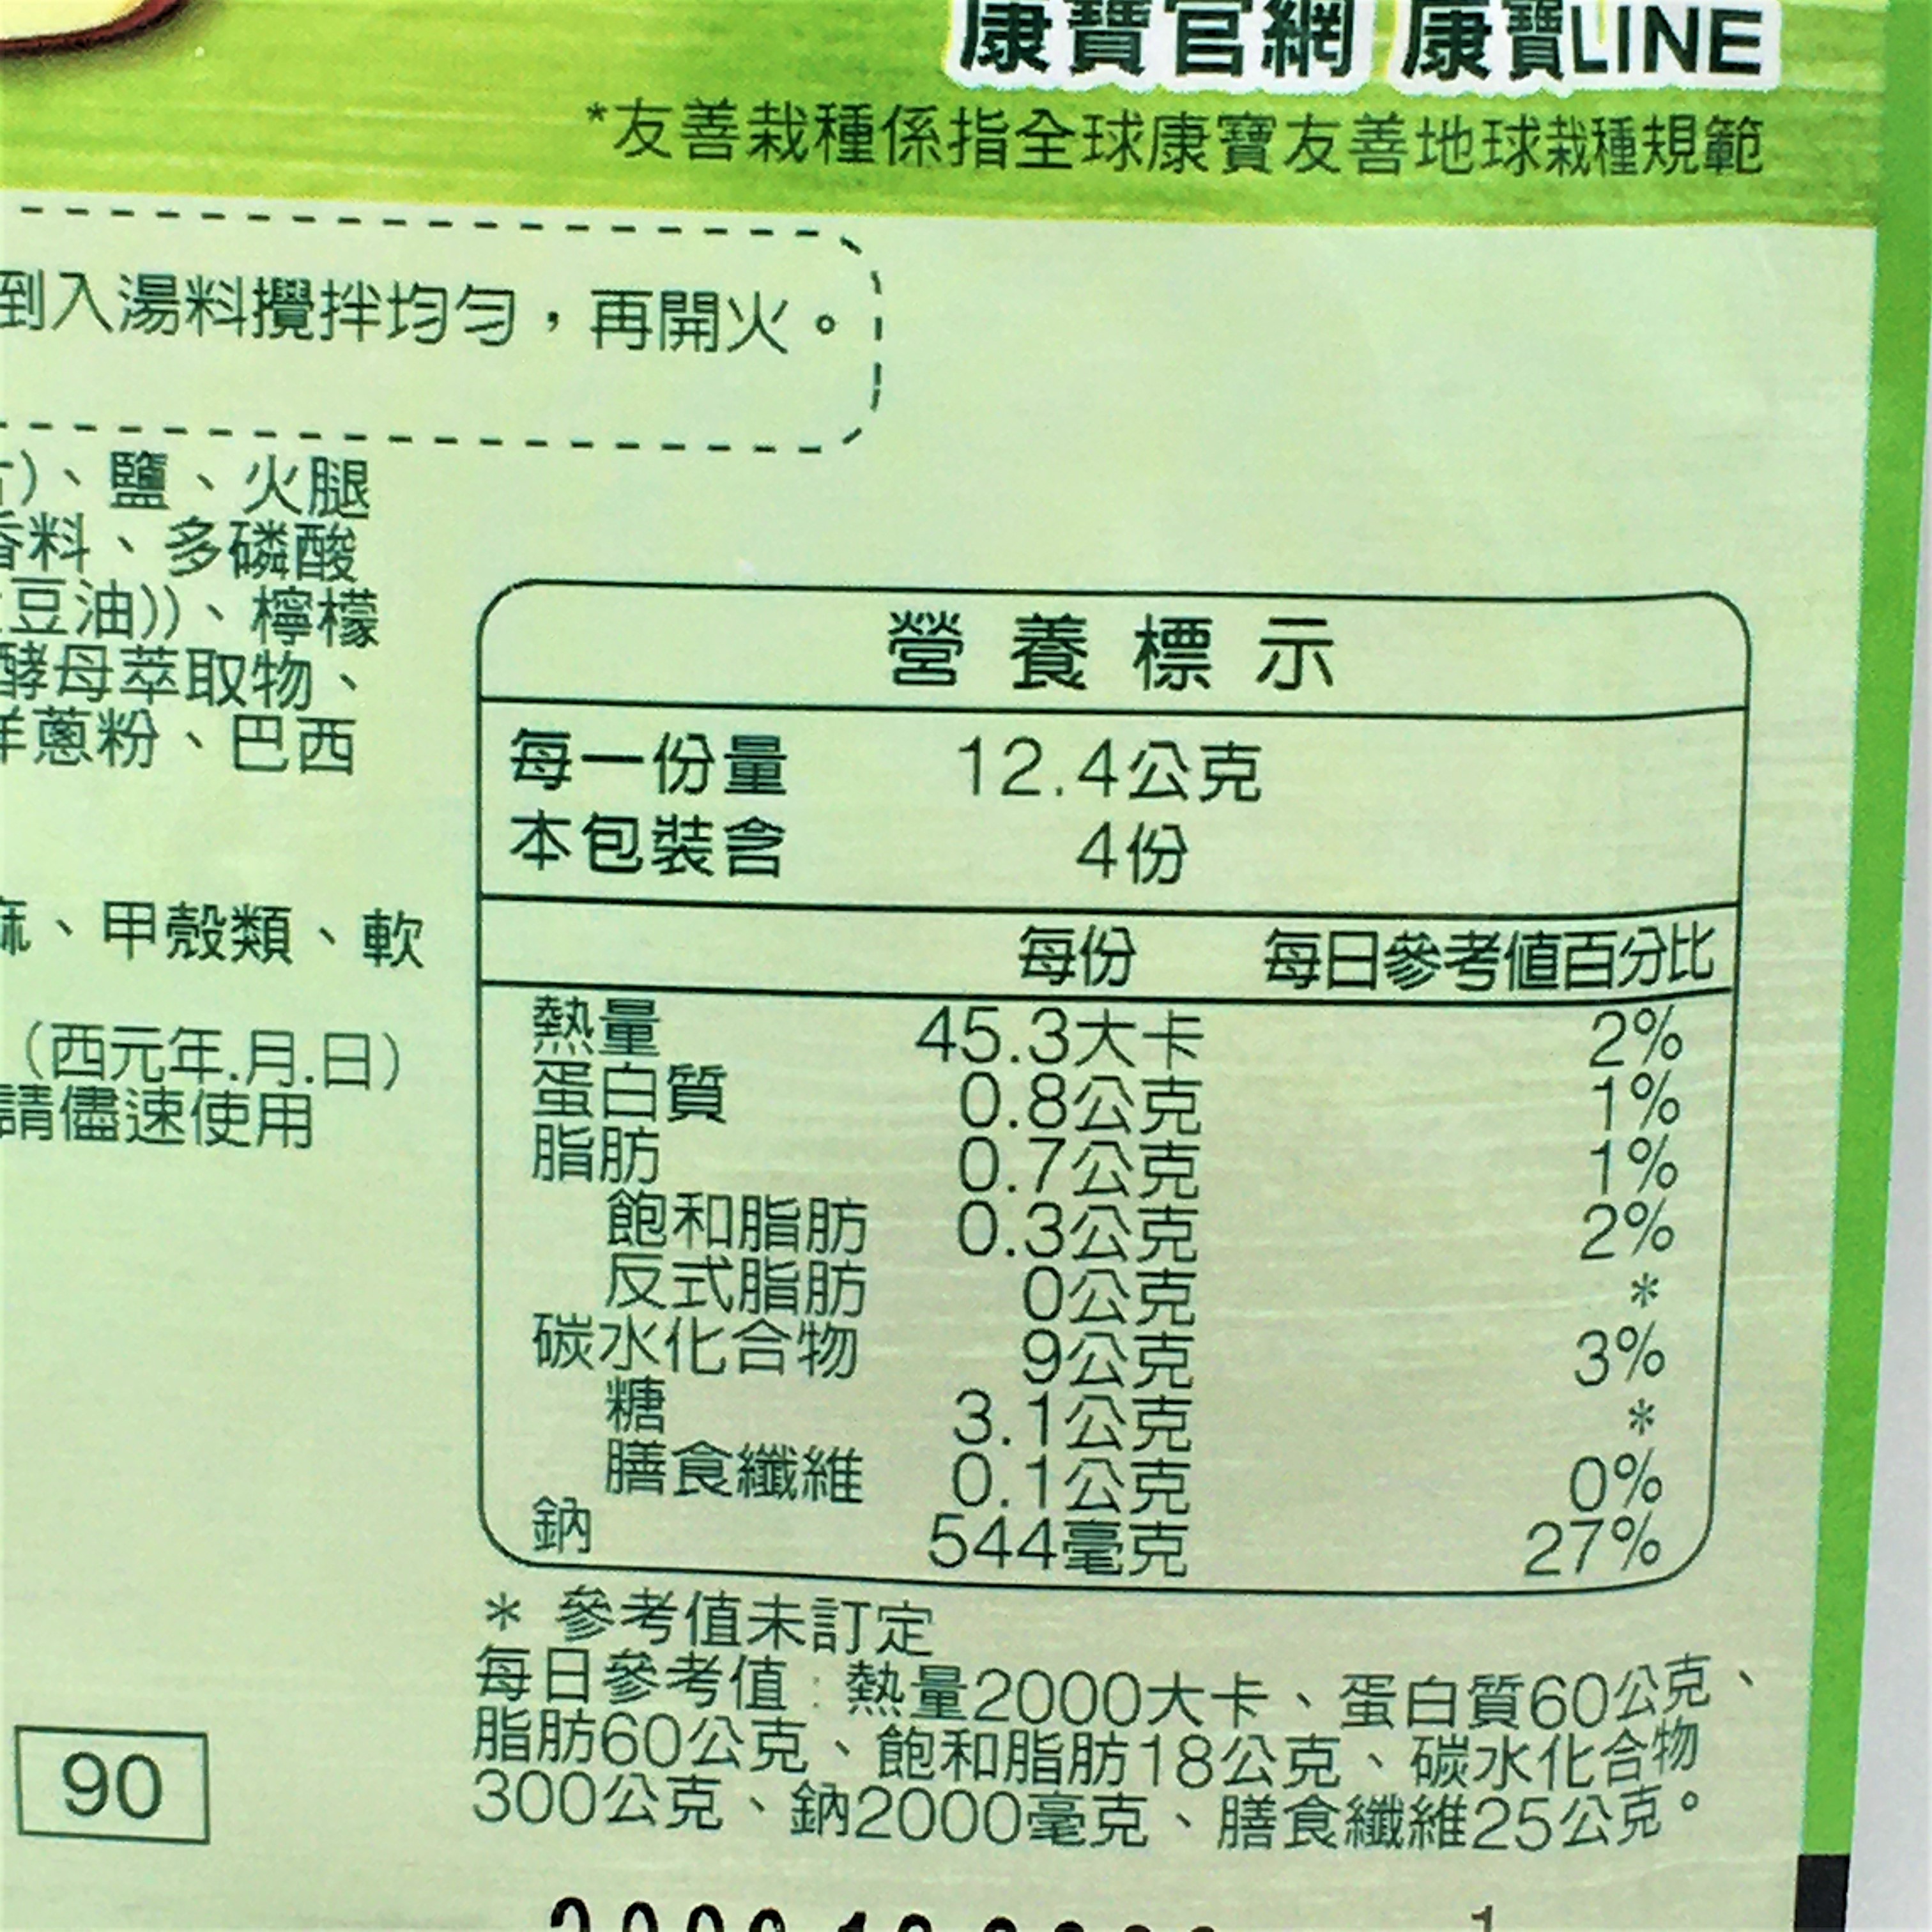 康寶官網 康寶LINE
*友善栽種係指全球康寶友善地球栽種規範
到入湯料攪拌均勻，再開火。
)、鹽、火腿
香料、多磷酸
豆油))、檸檬
酵母萃取物、
洋蔥粉、巴西
麻、甲殼類、軟
（西元年.月.日）
請儘速使用
90
營養標示
每一份量 12.4公克
本包裝含 4份
每份 每日參考值百分比
熱量 45.3大卡 2%
蛋白質 0.8公克 1%
脂肪 0.7公克 1%
飽和脂肪 0.3公克 2%
反式脂肪 0公克 *
碳水化合物 9公克 3%
糖 3.1公克 *
膳食纖維 0.1公克 0%
鈉 544毫克 27%
* 參考值未訂定
每日參考值：熱量2000大卡、蛋白質60公克、
脂肪60公克、飽和脂肪18公克、碳水化合物
300公克、鈉2000毫克、膳食纖維25公克。